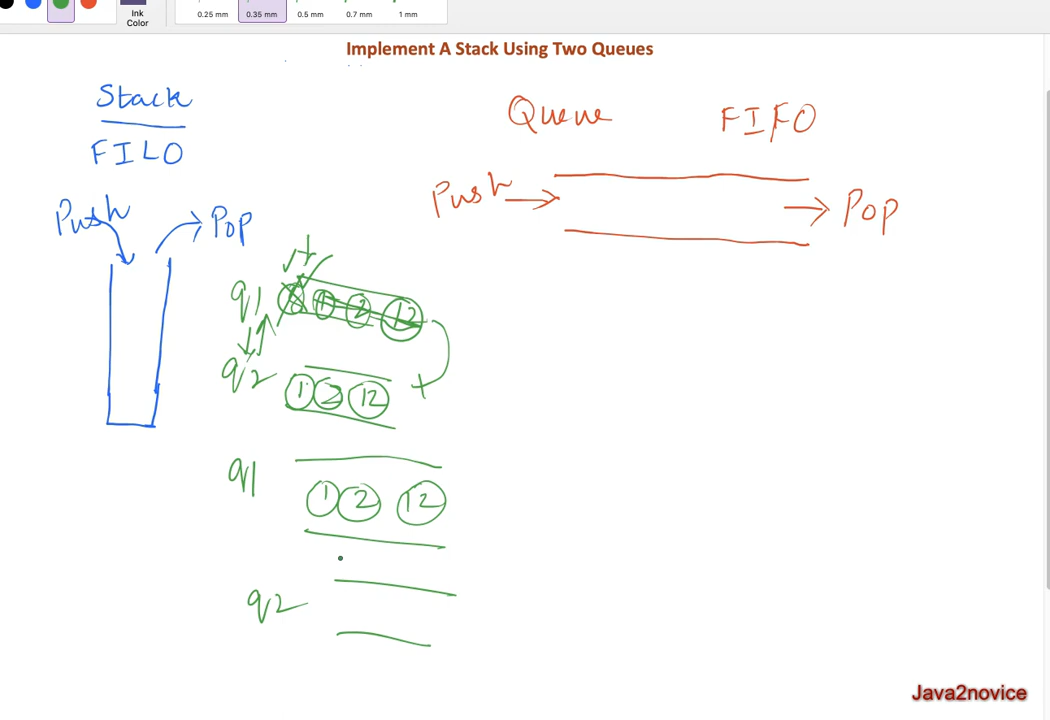 Ink
Color
0.25 mm 0.35 mm 0.5 mm 0.7 mm 1 mm
Implement A Stack Using Two Queues
Stack
FILO
Push
Pop
Queue FIFO
Push Pop
q1 1 2 12
q2 1 2 12
q1 1 2 12
q2
Java2novice